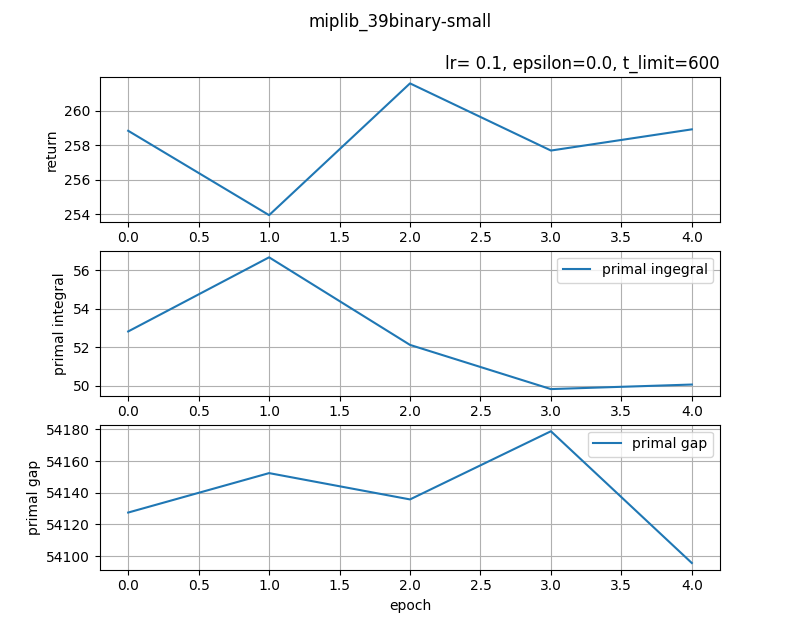 miplib_39binary-small
lr= 0.1, epsilon=0.0, t_limit=600
return
260
258
256
254
0.0 0.5 1.0 1.5 2.0 2.5 3.0 3.5 4.0
primal integral
56
54
52
50
primal ingegral
0.0 0.5 1.0 1.5 2.0 2.5 3.0 3.5 4.0
primal gap
54180
54160
54140
54120
54100
primal gap
0.0 0.5 1.0 1.5 2.0 2.5 3.0 3.5 4.0
epoch